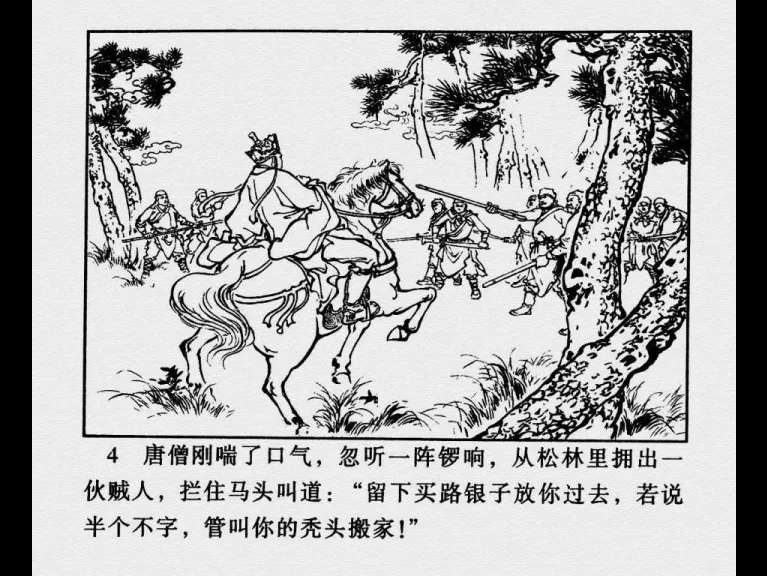 4 唐僧刚喘了口气，忽听一阵锣响，从松林里拥出一
伙贼人，拦住马头叫道：“留下买路银子放你过去，若说
半个不字，管叫你的秃头搬家！”